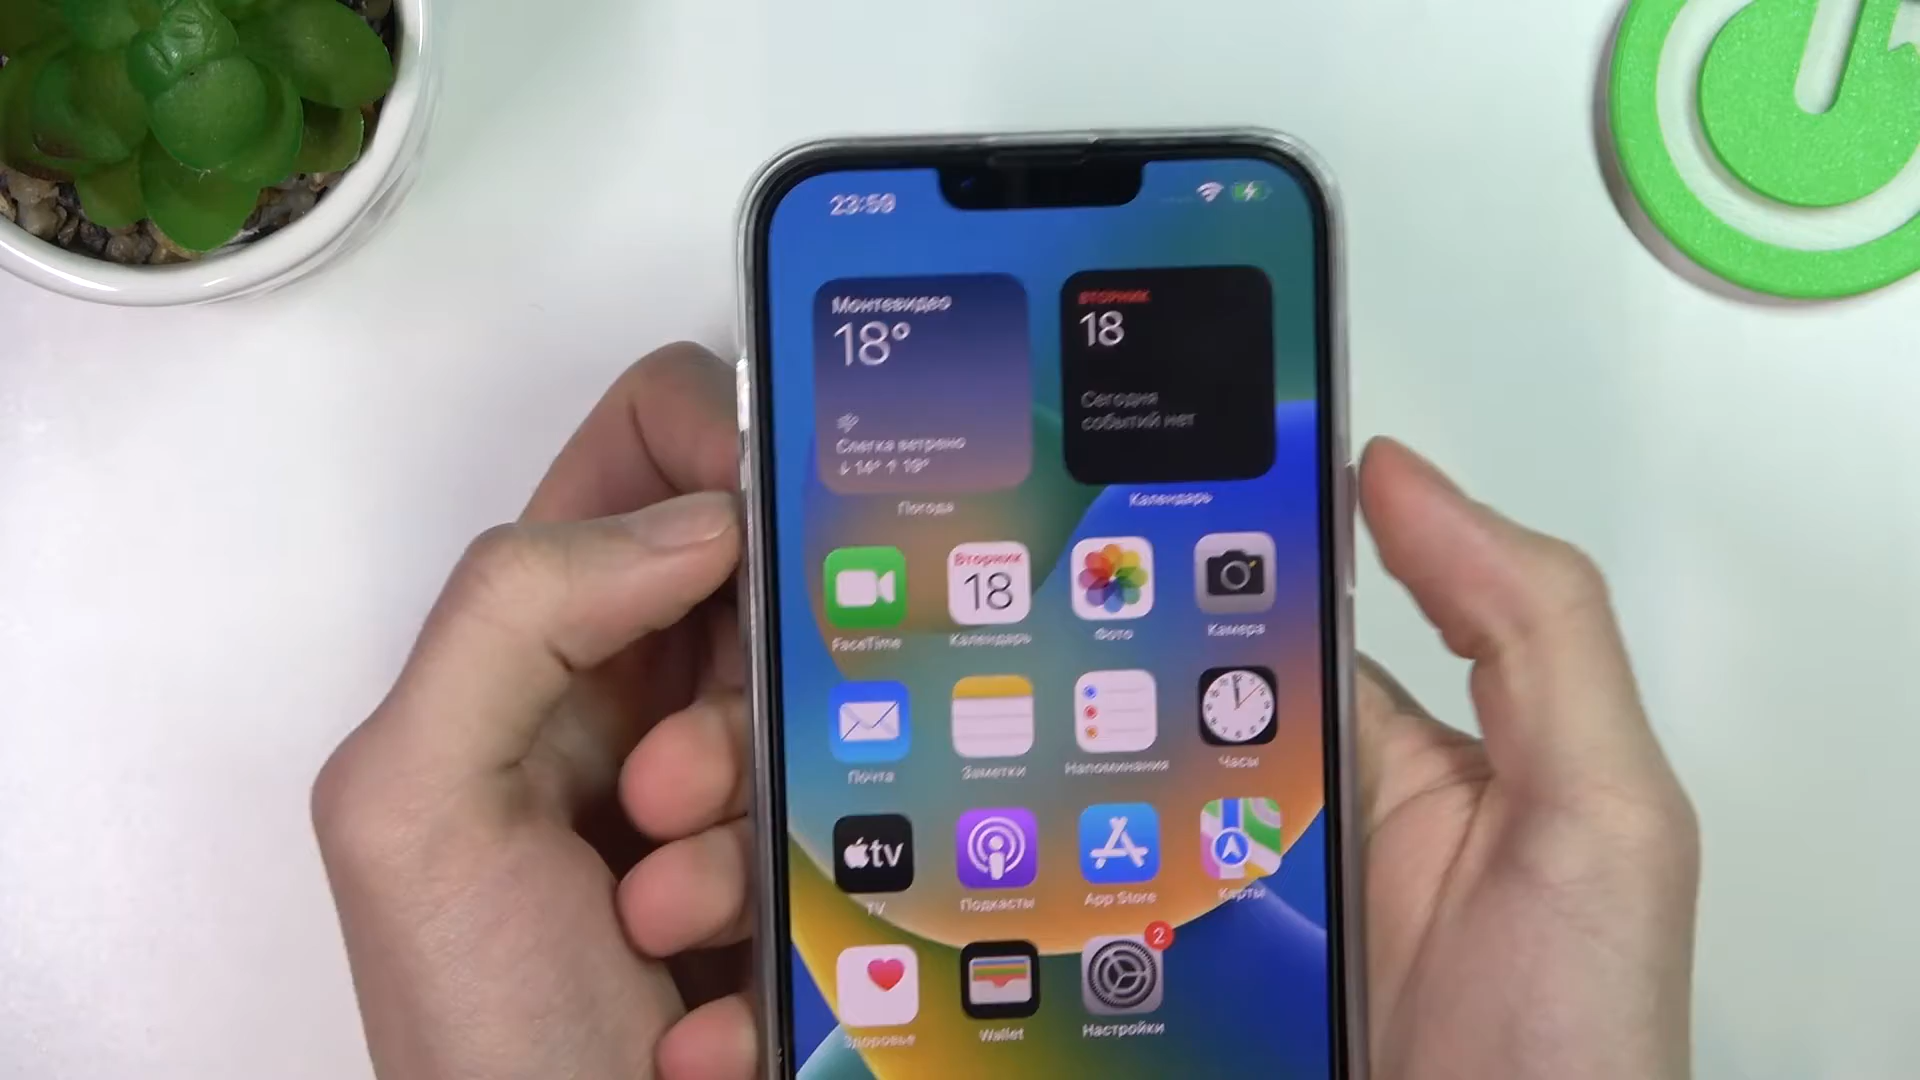 23:59
Монтевидео
18°
Слегка ветрено
↓ 14° ↑ 19°
Погода
ВТОРНИК
18
Сегодня
событий нет
Календарь
FaceTime
Вторник
18
Календарь
Фото
Камера
Почта
Заметки
Напоминания
Часы
tv
TV
Подкасты
App Store
Карты
Здоровье
Wallet
2
Настройки